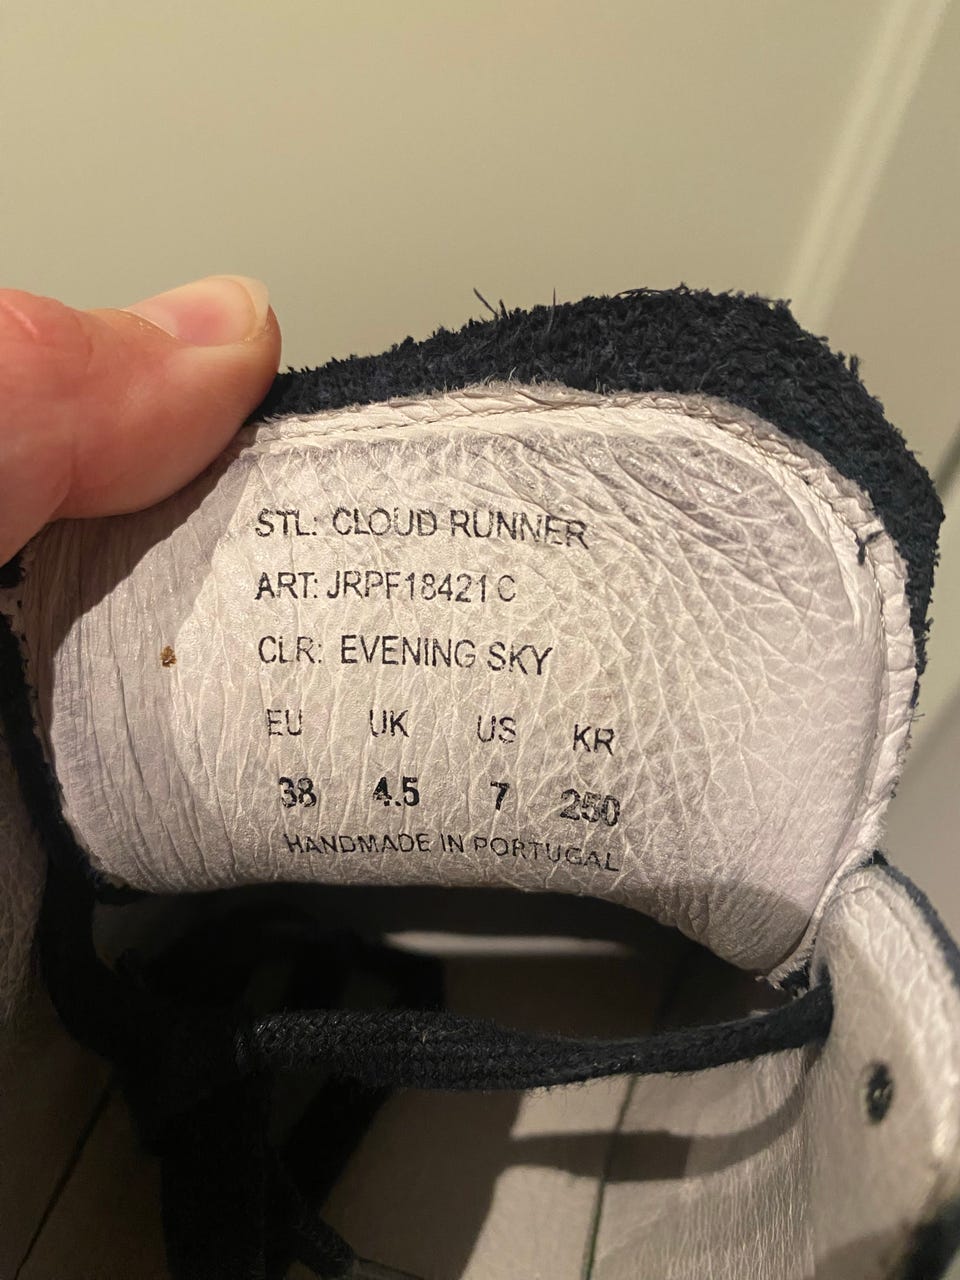 STL: CLOUD RUNNER
ART: JRPF18421 C
CLR: EVENING SKY
EU UK US KR
38 4.5 7 250
HANDMADE IN PORTUGAL